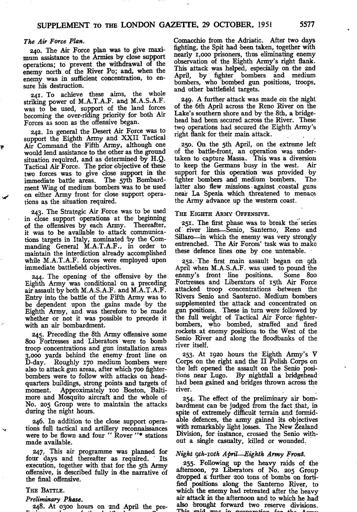 SUPPLEMENT TO THE LONDON GAZETTE, 29 OCTOBER, 1951 5577
The Air Force Plan.
240. The Air Force plan was to give maxi-
mum assistance to the Armies by close support
operations; to prevent the withdrawal of the
enemy north of the River Po; and, when the
enemy was in sufficient concentration, to en-
sure his destruction.
241. To achieve these aims, the whole
striking power of M.A.T.A.F. and M.A.S.A.F.
was to be used, support of the land forces
becoming the over-riding priority for both Air
Forces as soon as the offensive began.
242. In general the Desert Air Force was to
support the Eighth Army and XXII Tactical
Air Command the Fifth Army, although one
would lend assistance to the other as the ground
situation required, and as determined by H.Q.
Tactical Air Force. The prior objective of these
two forces was to give close support in the
immediate battle areas. The 57th Bombard-
ment Wing of medium bombers was to be used
on either Army front for close support opera-
tions as the situation required.
243. The Strategic Air Force was to be used
in close support operations at the beginning
of the offensives by each Army. Thereafter,
it was to be available to attack communica-
tions targets in Italy, nominated by the Com-
manding General M.A.T.A.F., in order to
maintain the interdiction already accomplished
while M.A.T.A.F. forces were employed upon
immediate battlefield objectives.
244. The opening of the offensive by the
Eighth Army was conditional on a preceding
air assault by both M.A.S.A.F. and M.A.T.A.F.
Entry into the battle of the Fifth Army was to
be dependent upon the gains made by the
Eighth Army, and was therefore to be made
whether or not it was possible to precede it
with an air bombardment.
245. Preceding the 8th Army offensive some
800 Fortresses and Liberators were to bomb
troop concentrations and gun installation areas
3,000 yards behind the enemy front line on
D-day. Roughly 170 medium bombers were
also to attack gun areas, after which 700 fighter-
bombers were to follow with attacks on head-
quarters buildings, strong points and targets of
moment. Approximately 100 Boston, Balti-
more and Mosquito aircraft and the whole of
No. 205 Group were to maintain the attacks
during the night hours.
246. In addition to the close support opera-
tions full tactical and artillery reconnaissances
were to be flown and four " Rover "* stations
made available.
247. This air programme was planned for
four days and thereafter as required. Its
execution, together with that for the 5th Army
offensive, is described fully in the narrative of
the final offensive.
THE BATTLE.
Preliminary Phase.
248. At 0300 hours on 2nd April the pre-
Comacchio from the Adriatic. After two days
fighting, the Spit had been taken, together with
nearly 1,000 prisoners, thus eliminating enemy
observation of the Eighth Army's right flank.
This attack was helped, especially on the 2nd
April, by fighter bombers and medium
bombers, who bombed gun positions, troops,
and other battlefield targets.
249. A further attack was made on the night
of the 6th April across the Reno River on the
Lake's southern shore and by the 8th, a bridge-
head had been secured across the River. These
two operations had secured the Eighth Army's
right flank for their main attack.
250. On the 5th April, on the extreme left
of the battle-front, an operation was under-
taken to capture Massa. This was a diversion
to keep the Germans busy in the west. Air
support for this operation was provided by
fighter bombers and medium bombers. The
latter also flew missions against coastal guns
near La Spezia which threatened to menace
the Army advance up the western coast.
THE EIGHTH ARMY OFFENSIVE.
251. The first phase was to break the series
of river lines—Senio, Santerno, Reno and
Sillaro—in which the enemy was very strongly
entrenched. The Air Forces' task was to make
these defence lines one by one untenable.
252. The first main assault began on 9th
April when M.A.S.A.F. was used to pound the
enemy's front line positions. Some 800
Fortresses and Liberators of 15th Air Force
attacked troop concentrations between the
Rivers Senio and Santerno. Medium bombers
supplemented the attack and concentrated on
gun positions. These in turn were followed by
the full weight of Tactical Air Force fighter-
bombers, who bombed, strafed and fired
rockets at enemy positions to the West of the
Senio River and along the floodbanks of the
river itself.
253. At 1920 hours the Eighth Army's V
Corps on the right and the II Polish Corps on
the left opened the assault on the Senio posi-
tions near Lugo. By nightfall a bridgehead
had been gained and bridges thrown across the
river.
254. The effect of the preliminary air bom-
bardment can be judged from the fact that, in
spite of extremely difficult terrain and formid-
able defences, the army gained its objectives
with remarkably light losses. The New Zealand
Division, for instance, crossed the Senio with-
out a single casualty, killed or wounded.
Night 9th-10th April—Eighth Army Front.
255. Following up the heavy raids of the
afternoon, 72 Liberators of No. 205 Group
dropped a further 200 tons of bombs on forti-
fied positions along the Santerno River, to
which the enemy had retreated after the heavy
air attack in the afternoon and to which he had
also brought forward two reserve divisions.